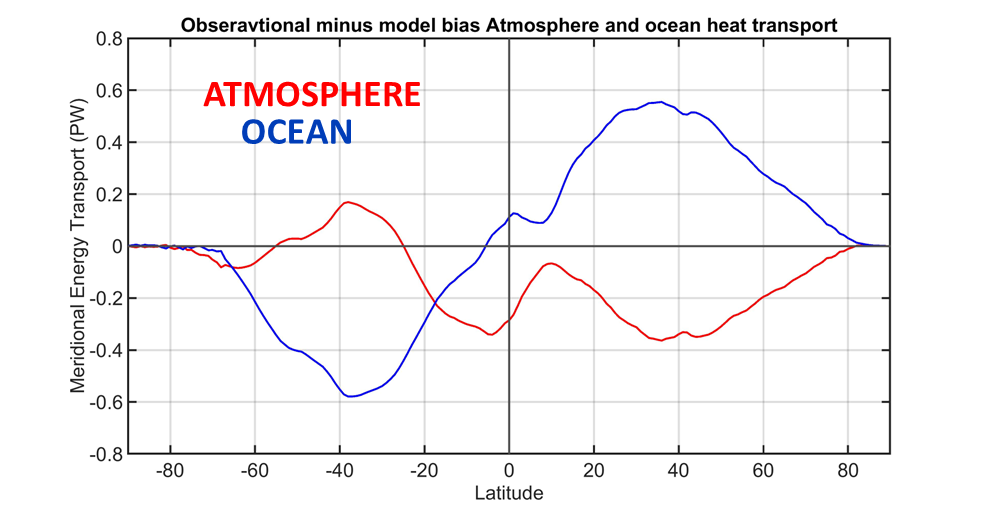 Obseravtional minus model bias Atmosphere and ocean heat transport
ATMOSPHERE
OCEAN
Meridional Energy Transport (PW)
0.8
0.6
0.4
0.2
0
-0.2
-0.4
-0.6
-0.8
-80 -60 -40 -20 0 20 40 60 80
Latitude